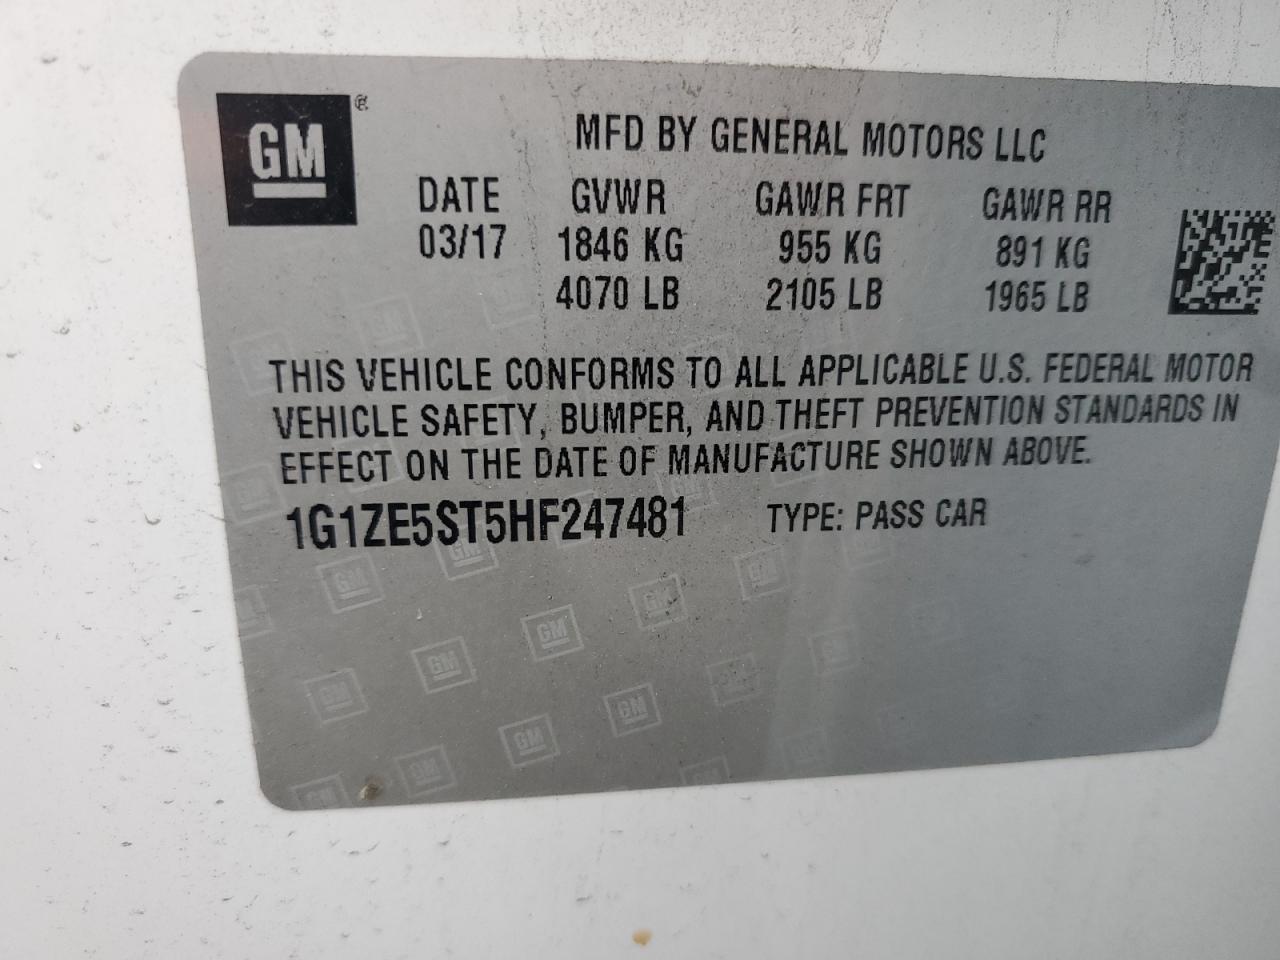 GM ®
MFD BY GENERAL MOTORS LLC
DATE GVWR GAWR FRT GAWR RR
03/17 1846 KG 955 KG 891 KG
4070 LB 2105 LB 1965 LB
THIS VEHICLE CONFORMS TO ALL APPLICABLE U.S. FEDERAL MOTOR
VEHICLE SAFETY, BUMPER, AND THEFT PREVENTION STANDARDS IN
EFFECT ON THE DATE OF MANUFACTURE SHOWN ABOVE.
1G1ZE5ST5HF247481 TYPE: PASS CAR